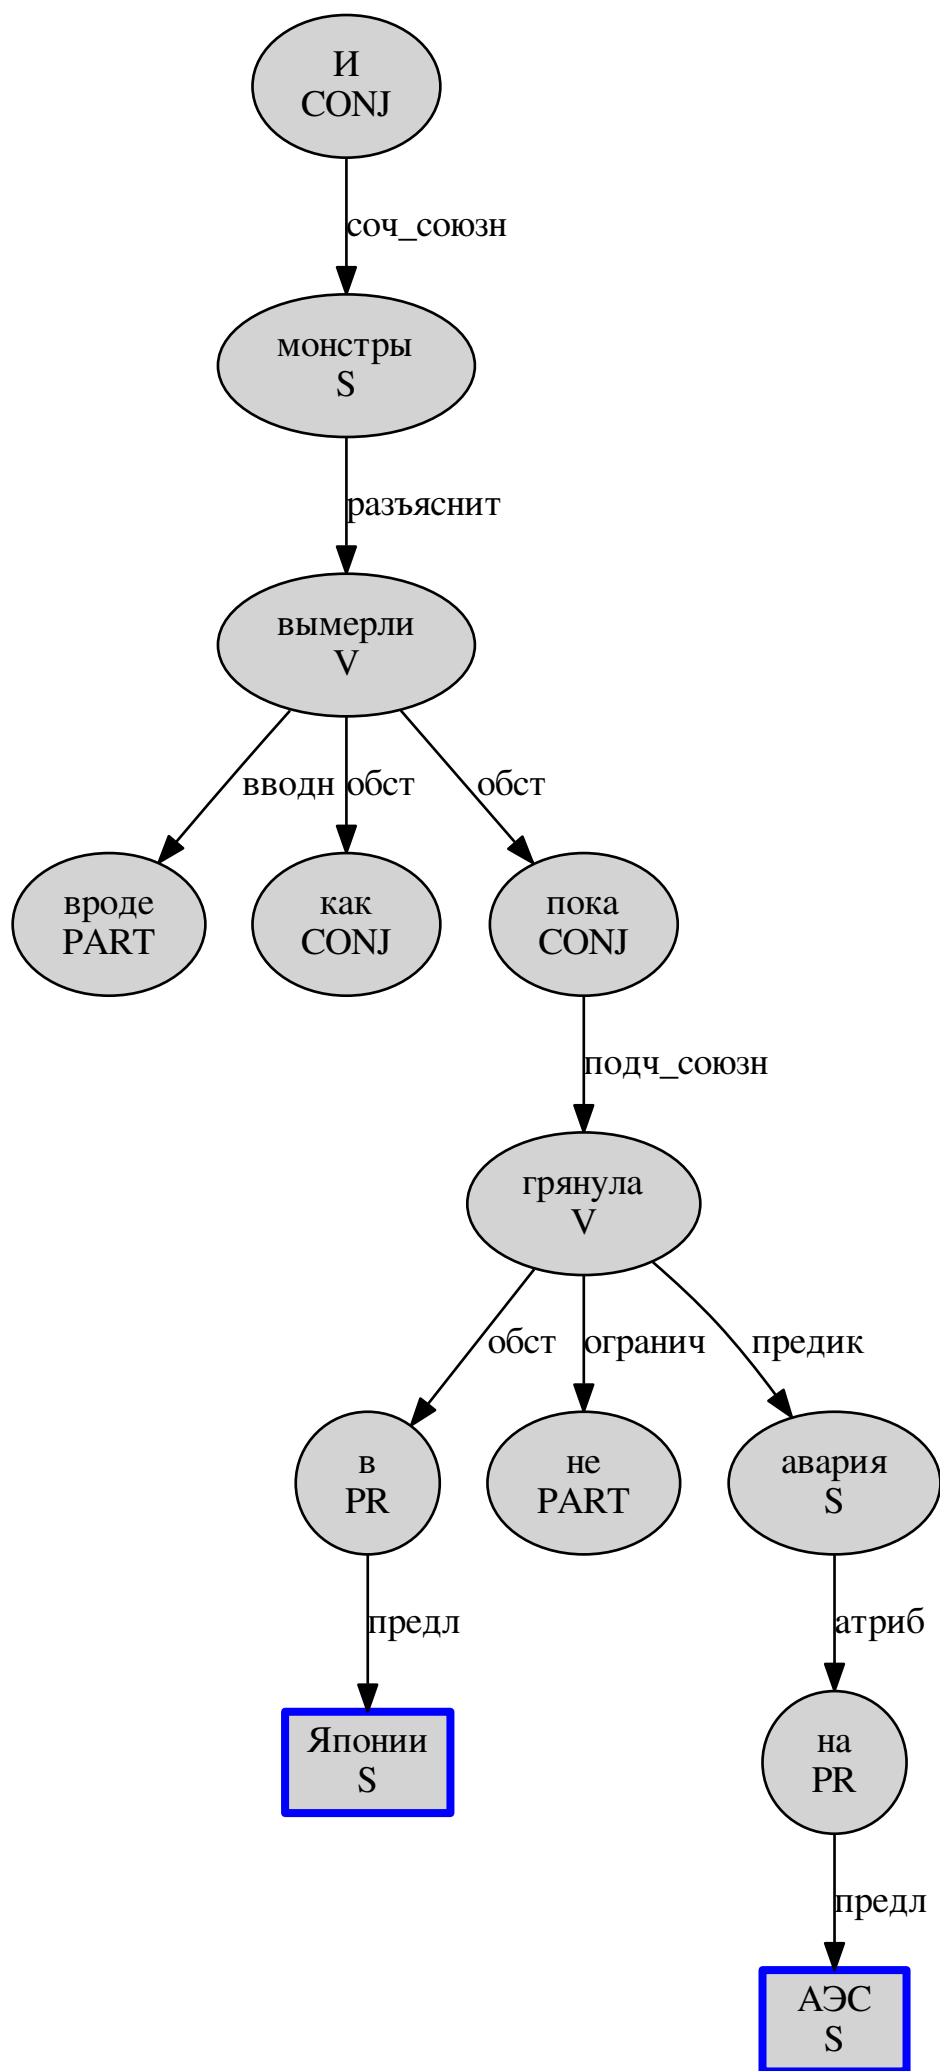 И
CONJ
соч_союзн
монстры
S
разъяснит
вымерли
V
вводн
обст
обст
вроде
PART
как
CONJ
пока
CONJ
подч_союзн
грянула
V
обст
огранич
предик
в
PR
не
PART
авария
S
предл
атриб
Японии
S
на
PR
предл
АЭС
S